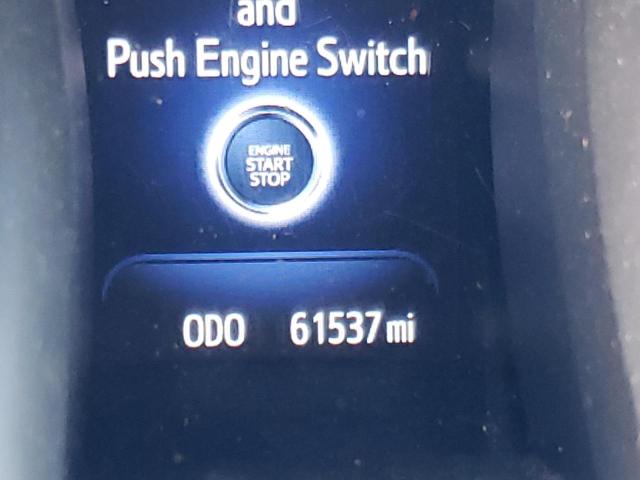 and
Push Engine Switch
ENGINE
START
STOP
ODO 61537 mi